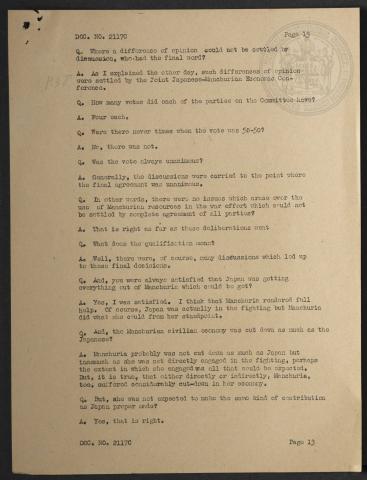 DOC. NO. 2117C Page 13
Q. Where a difference of opinion could not be settled by
discussion, who had the final word?
A. As I explained the other day, such differences of opinion
were settled by the Joint Japanese-Manchurian Economic Con-
ference.
Q. How many votes did each of the parties on the Committee have?
A. Four each.
Q. Were there never times when the vote was 50-50?
A. No, there was not.
Q. Was the vote always unanimous?
A. Generally, the discussions were carried to the point where
the final agreement was unanimous.
Q. In other words, there were no issues which arose over the
use of Manchurian resources in the war effort which could not
be settled by complete agreement of all parties?
A. That is right as far as these deliberations went
Q. What does the qualification mean?
A. Well, there were, of course, many discussions which led up
to these final decisions.
Q. And, you were always satisfied that Japan was getting
everything out of Manchuria which could be got?
A. Yes, I was satisfied. I think that Manchuria rendered full
help. Of course, Japan was actually in the fighting but Manchuria
did what she could from her standpoint.
Q. And, the Manchurian civilian economy was cut down as much as the
Japanese?
A. Manchuria probably was not cut down as much as Japan but
inasmuch as she was not directly engaged in the fighting, perhaps
the extent in which she engaged was all that could be expected.
But, it is true, that either directly or indirectly, Manchuria,
too, suffered considerably cut-down in her economy.
Q. But, she was not expected to make the same kind of contribution
as Japan proper made?
A. Yes, that is right.
DOC. NO. 2117C Page 13